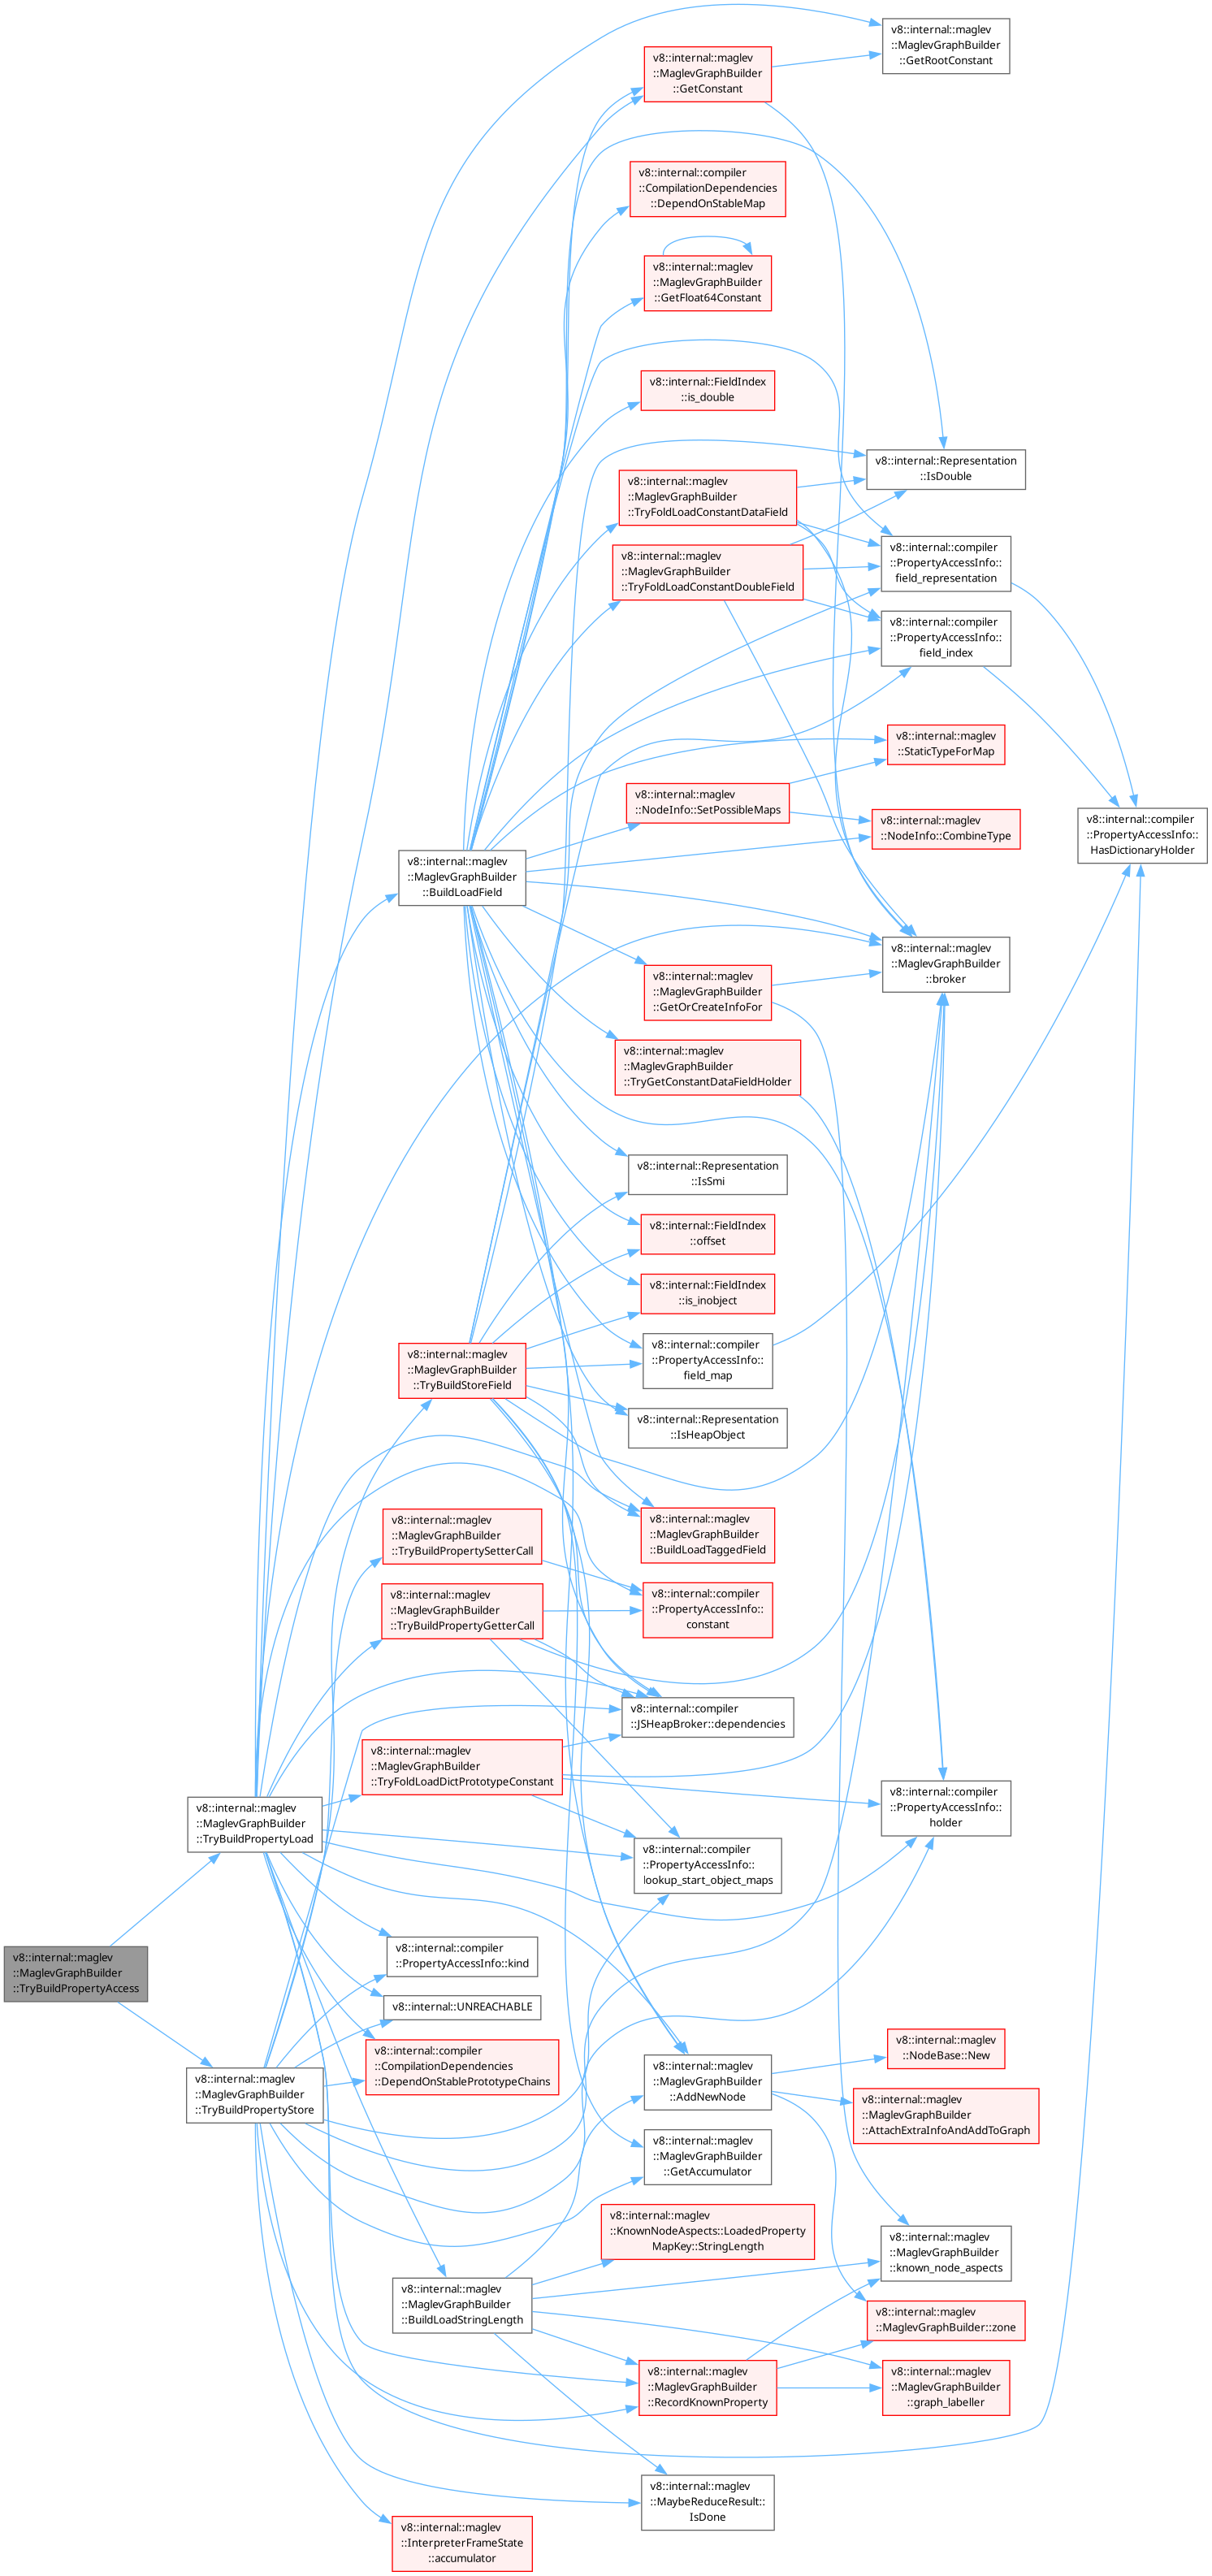 v8::internal::maglev
::MaglevGraphBuilder
::GetRootConstant
v8::internal::maglev
::MaglevGraphBuilder
::GetConstant
v8::internal::compiler
::CompilationDependencies
::DependOnStableMap
v8::internal::maglev
::MaglevGraphBuilder
::GetFloat64Constant
v8::internal::FieldIndex
::is_double
v8::internal::Representation
::IsDouble
v8::internal::maglev
::MaglevGraphBuilder
::TryFoldLoadConstantDataField
v8::internal::compiler
::PropertyAccessInfo::
field_representation
v8::internal::maglev
::MaglevGraphBuilder
::TryFoldLoadConstantDoubleField
v8::internal::compiler
::PropertyAccessInfo::
field_index
v8::internal::maglev
::StaticTypeForMap
v8::internal::maglev
::NodeInfo::SetPossibleMaps
v8::internal::maglev
::NodeInfo::CombineType
v8::internal::compiler
::PropertyAccessInfo::
HasDictionaryHolder
v8::internal::maglev
::MaglevGraphBuilder
::BuildLoadField
v8::internal::maglev
::MaglevGraphBuilder
::broker
v8::internal::maglev
::MaglevGraphBuilder
::GetOrCreateInfoFor
v8::internal::maglev
::MaglevGraphBuilder
::TryGetConstantDataFieldHolder
v8::internal::Representation
::IsSmi
v8::internal::FieldIndex
::offset
v8::internal::FieldIndex
::is_inobject
v8::internal::compiler
::PropertyAccessInfo::
field_map
v8::internal::maglev
::MaglevGraphBuilder
::TryBuildStoreField
v8::internal::Representation
::IsHeapObject
v8::internal::maglev
::MaglevGraphBuilder
::BuildLoadTaggedField
v8::internal::maglev
::MaglevGraphBuilder
::TryBuildPropertySetterCall
v8::internal::compiler
::PropertyAccessInfo::
constant
v8::internal::maglev
::MaglevGraphBuilder
::TryBuildPropertyGetterCall
v8::internal::compiler
::JSHeapBroker::dependencies
v8::internal::maglev
::MaglevGraphBuilder
::TryFoldLoadDictPrototypeConstant
v8::internal::compiler
::PropertyAccessInfo::
holder
v8::internal::maglev
::MaglevGraphBuilder
::TryBuildPropertyLoad
v8::internal::compiler
::PropertyAccessInfo::
lookup_start_object_maps
v8::internal::compiler
::PropertyAccessInfo::kind
v8::internal::maglev
::MaglevGraphBuilder
::TryBuildPropertyAccess
v8::internal::UNREACHABLE
v8::internal::compiler
::CompilationDependencies
::DependOnStablePrototypeChains
v8::internal::maglev
::MaglevGraphBuilder
::TryBuildPropertyStore
v8::internal::maglev
::MaglevGraphBuilder
::AddNewNode
v8::internal::maglev
::NodeBase::New
v8::internal::maglev
::MaglevGraphBuilder
::AttachExtraInfoAndAddToGraph
v8::internal::maglev
::MaglevGraphBuilder
::GetAccumulator
v8::internal::maglev
::KnownNodeAspects::LoadedProperty
MapKey::StringLength
v8::internal::maglev
::MaglevGraphBuilder
::known_node_aspects
v8::internal::maglev
::MaglevGraphBuilder
::BuildLoadStringLength
v8::internal::maglev
::MaglevGraphBuilder::zone
v8::internal::maglev
::MaglevGraphBuilder
::RecordKnownProperty
v8::internal::maglev
::MaglevGraphBuilder
::graph_labeller
v8::internal::maglev
::MaybeReduceResult::
IsDone
v8::internal::maglev
::InterpreterFrameState
::accumulator